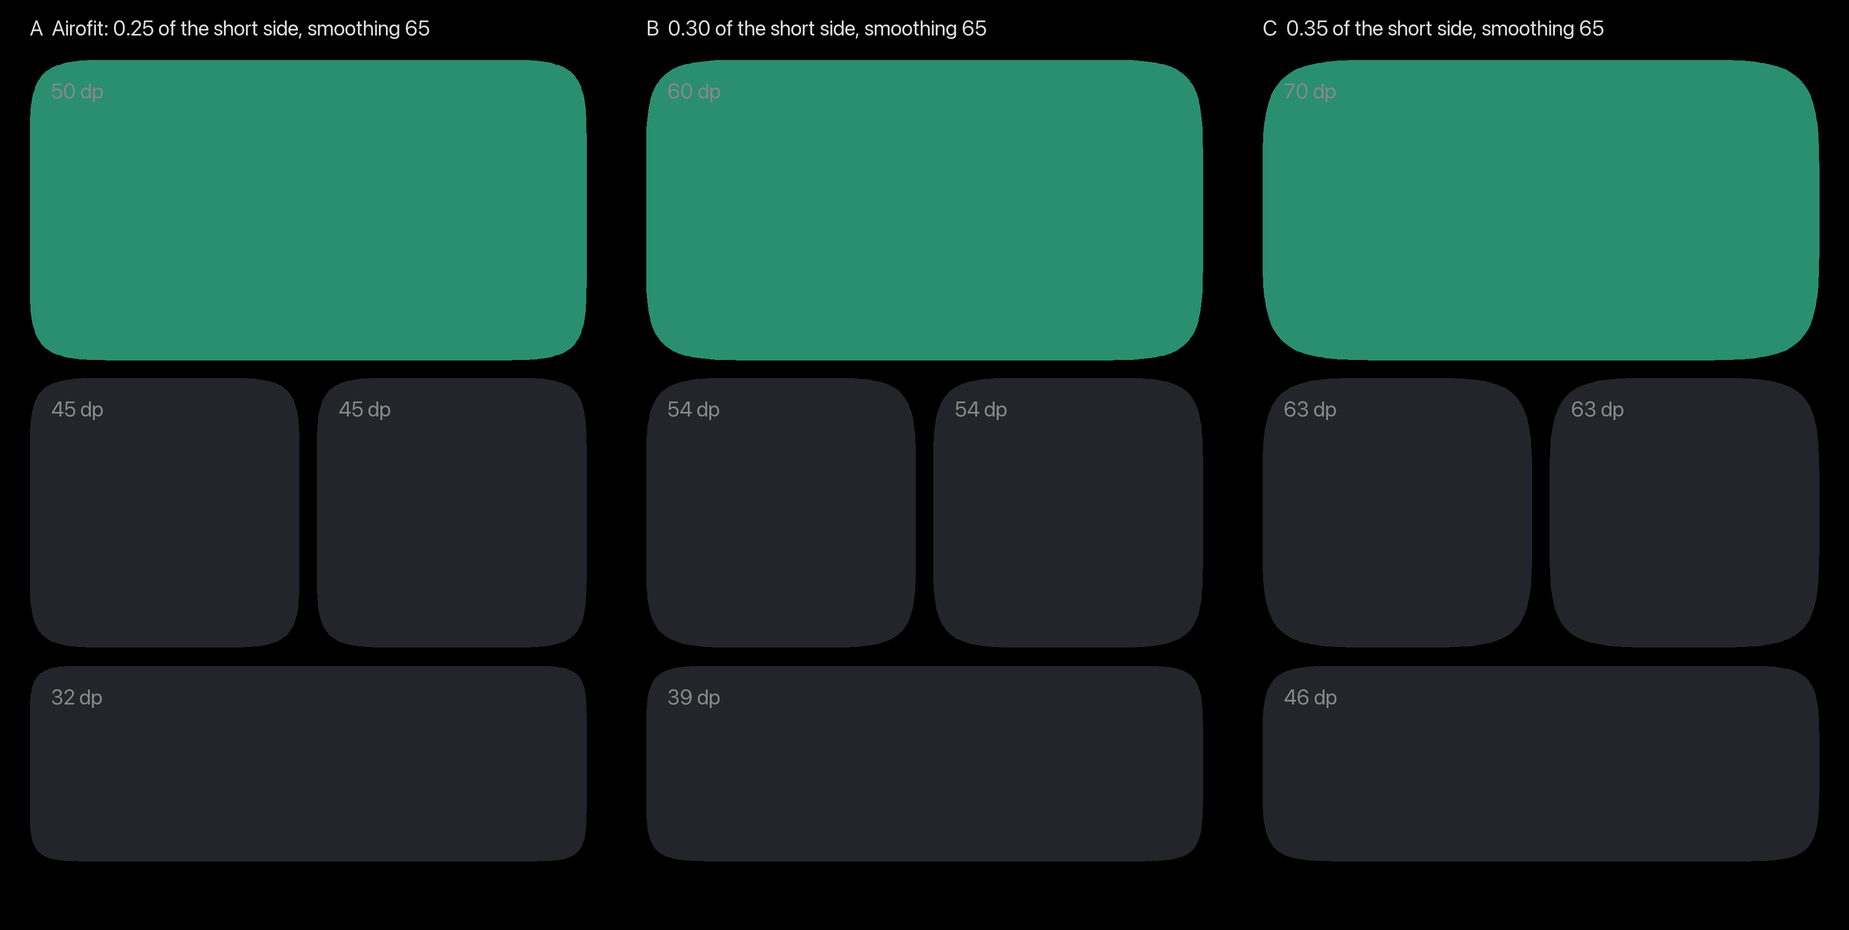 A Airofit: 0.25 of the short side, smoothing 65
B 0.30 of the short side, smoothing 65
C 0.35 of the short side, smoothing 65
50 dp
60 dp
70 dp
45 dp
45 dp
54 dp
54 dp
63 dp
63 dp
32 dp
39 dp
46 dp